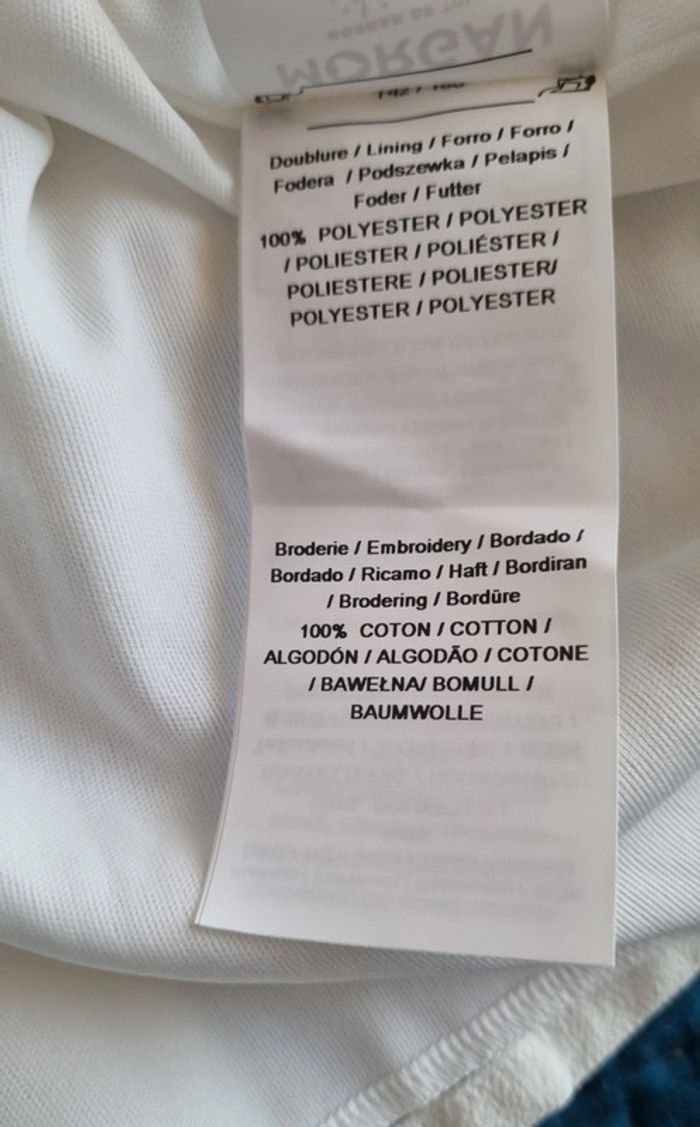 MORGAN
Doublure / Lining / Forro / Forro /
Fodera / Podszewka / Pelapis /
Foder / Futter
100% POLYESTER / POLYESTER
/ POLIESTER / POLIÉSTER /
POLIESTERE / POLIESTER/
POLYESTER / POLYESTER
Broderie / Embroidery / Bordado /
Bordado / Ricamo / Haft / Bordiran
/ Brodering / Bordüre
100% COTON / COTTON /
ALGODÓN / ALGODÃO / COTONE
/ BAWEŁNA/ BOMULL /
BAUMWOLLE